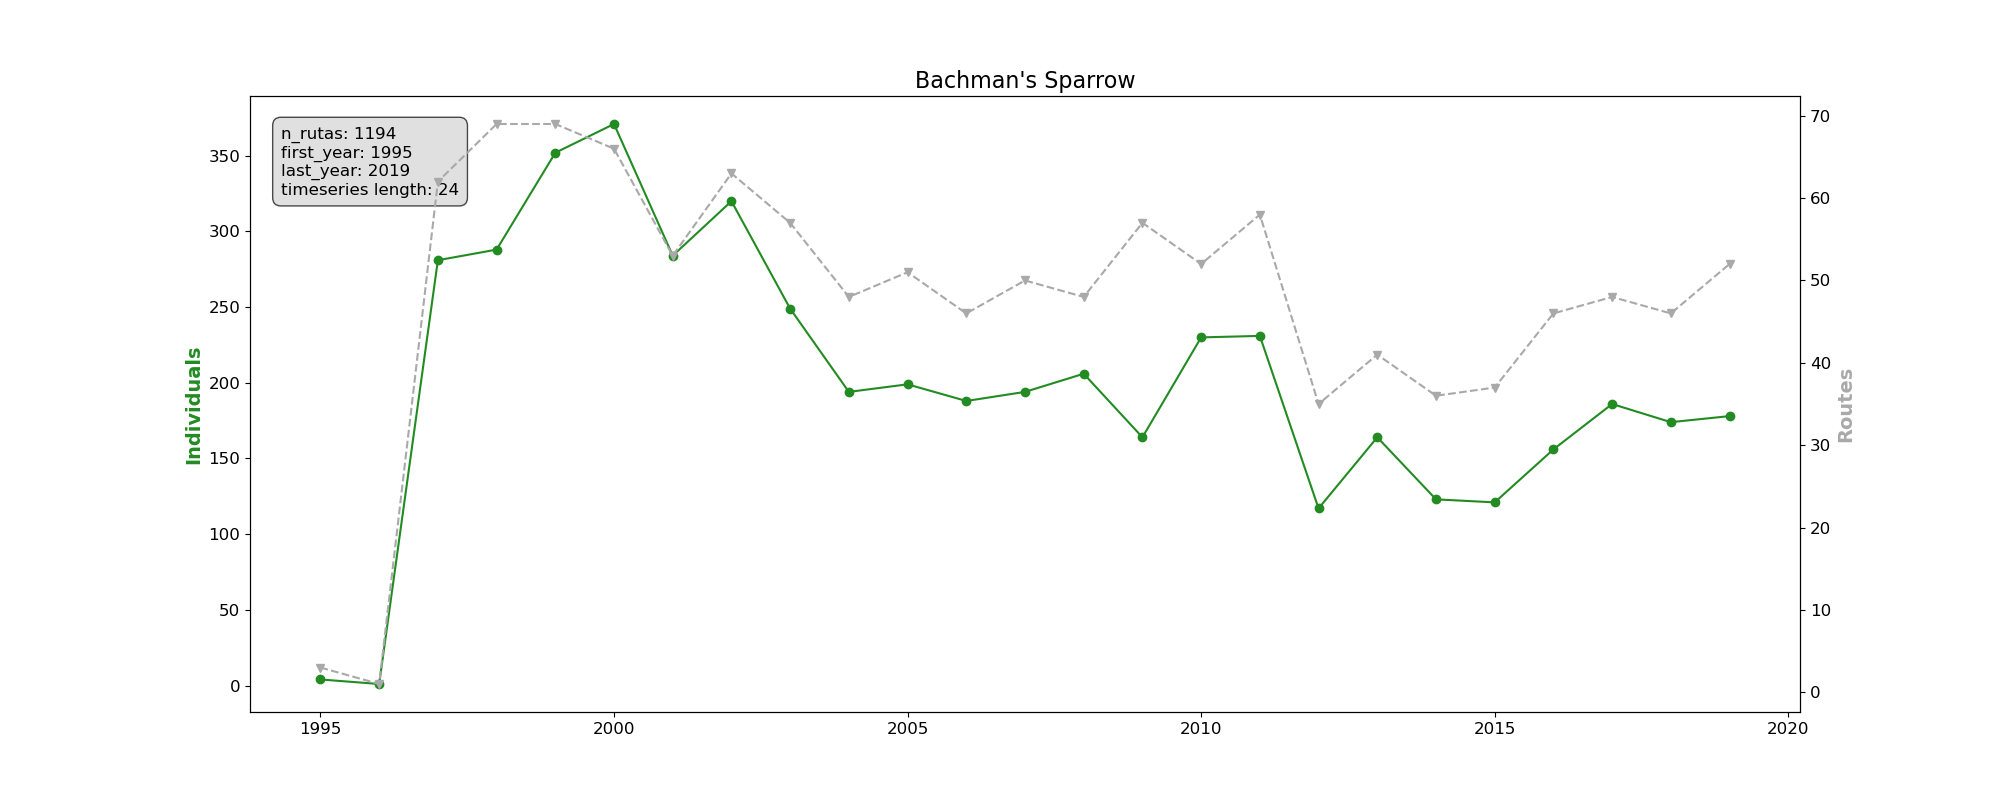 Bachman's Sparrow
n_rutas: 1194
first_year: 1995
last_year: 2019
timeseries length: 24
Individuals
350
300
250
200
150
100
50
0
Routes
70
60
50
40
30
20
10
0
1995 2000 2005 2010 2015 2020